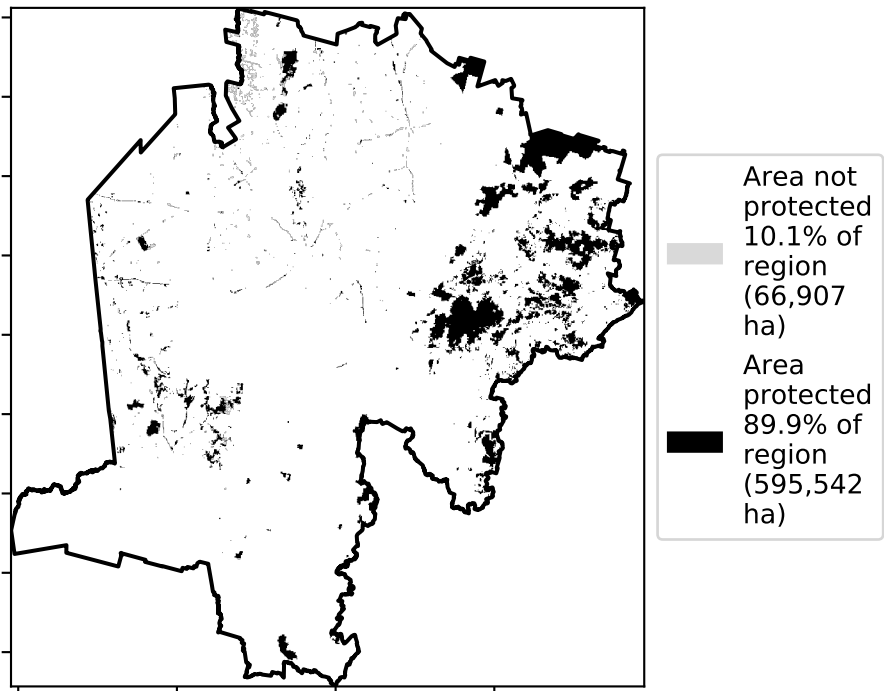 Area not
protected
10.1% of
region
(66,907
ha)
Area
protected
89.9% of
region
(595,542
ha)